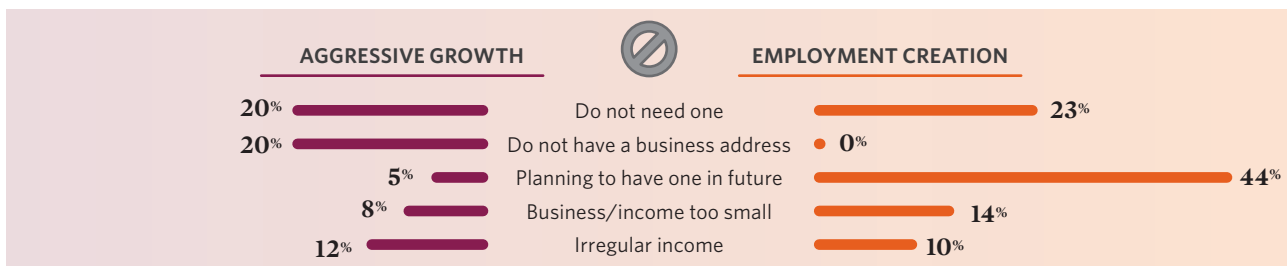 AGGRESSIVE GROWTH EMPLOYMENT CREATION
20% Do not need one 23%
20% Do not have a business address 0%
5% Planning to have one in future 44%
8% Business/income too small 14%
12% Irregular income 10%